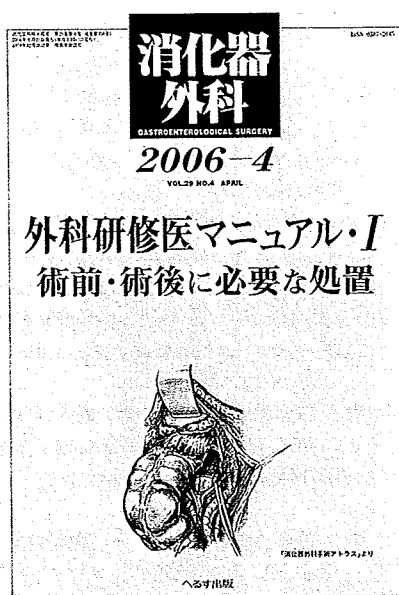 消化器
外科
GASTROENTEROLOGICAL SURGERY
2006-4
VOL.29 NO.4 APRIL
外科研修医マニュアル・I
術前・術後に必要な処置
『消化器外科手術アトラス』より
へるす出版